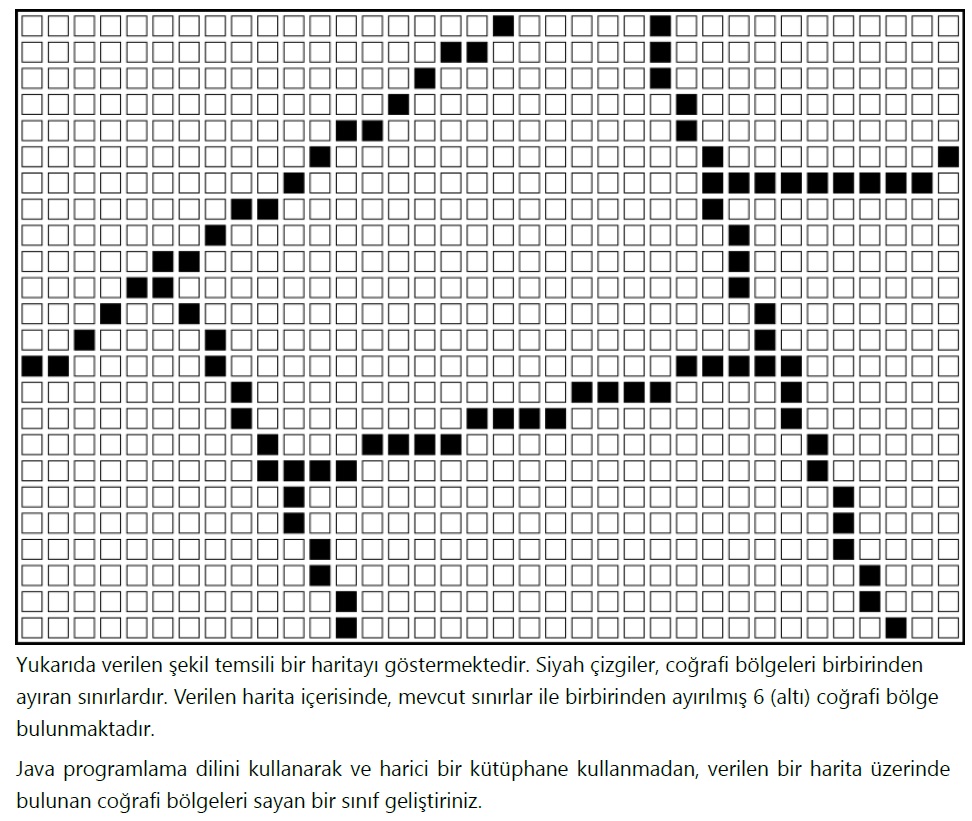 Yukarıda verilen şekil temsili bir haritayı göstermektedir. Siyah çizgiler, coğrafi bölgeleri birbirinden
ayıran sınırlardır. Verilen harita içerisinde, mevcut sınırlar ile birbirinden ayırılmış 6 (altı) coğrafi bölge
bulunmaktadır.
Java programlama dilini kullanarak ve harici bir kütüphane kullanmadan, verilen bir harita üzerinde
bulunan coğrafi bölgeleri sayan bir sınıf geliştiriniz.